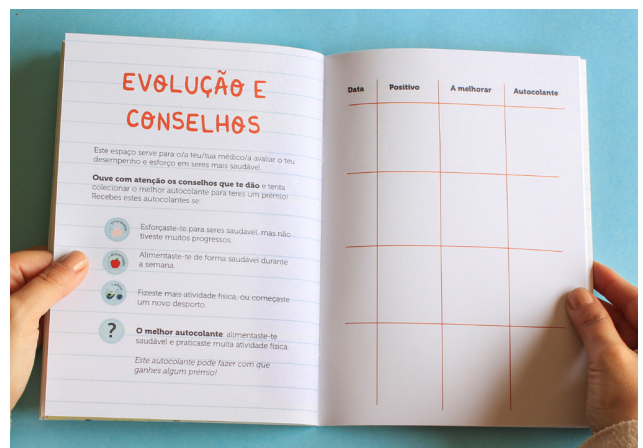 EVOLUÇÃO E
CONSELHOS
Este espaço serve para o/a teu/tua médico/a avaliar o teu
desempenho e esforço em seres mais saudável.
Ouve com atenção os conselhos que te dão e tenta
colecionar o melhor autocolante para teres um prémio!
Recebes estes autocolantes se:
Esforçaste-te para seres saudável, mas não
tiveste muitos progressos.
Alimentaste-te de forma saudável durante
a semana.
Fizeste mais atividade física, ou começaste
um novo desporto.
?
O melhor autocolante: alimentaste-te
saudável e praticaste muita atividade física.
Este autocolante pode fazer com que
ganhes algum prémio!
Data Positivo A melhorar Autocolante